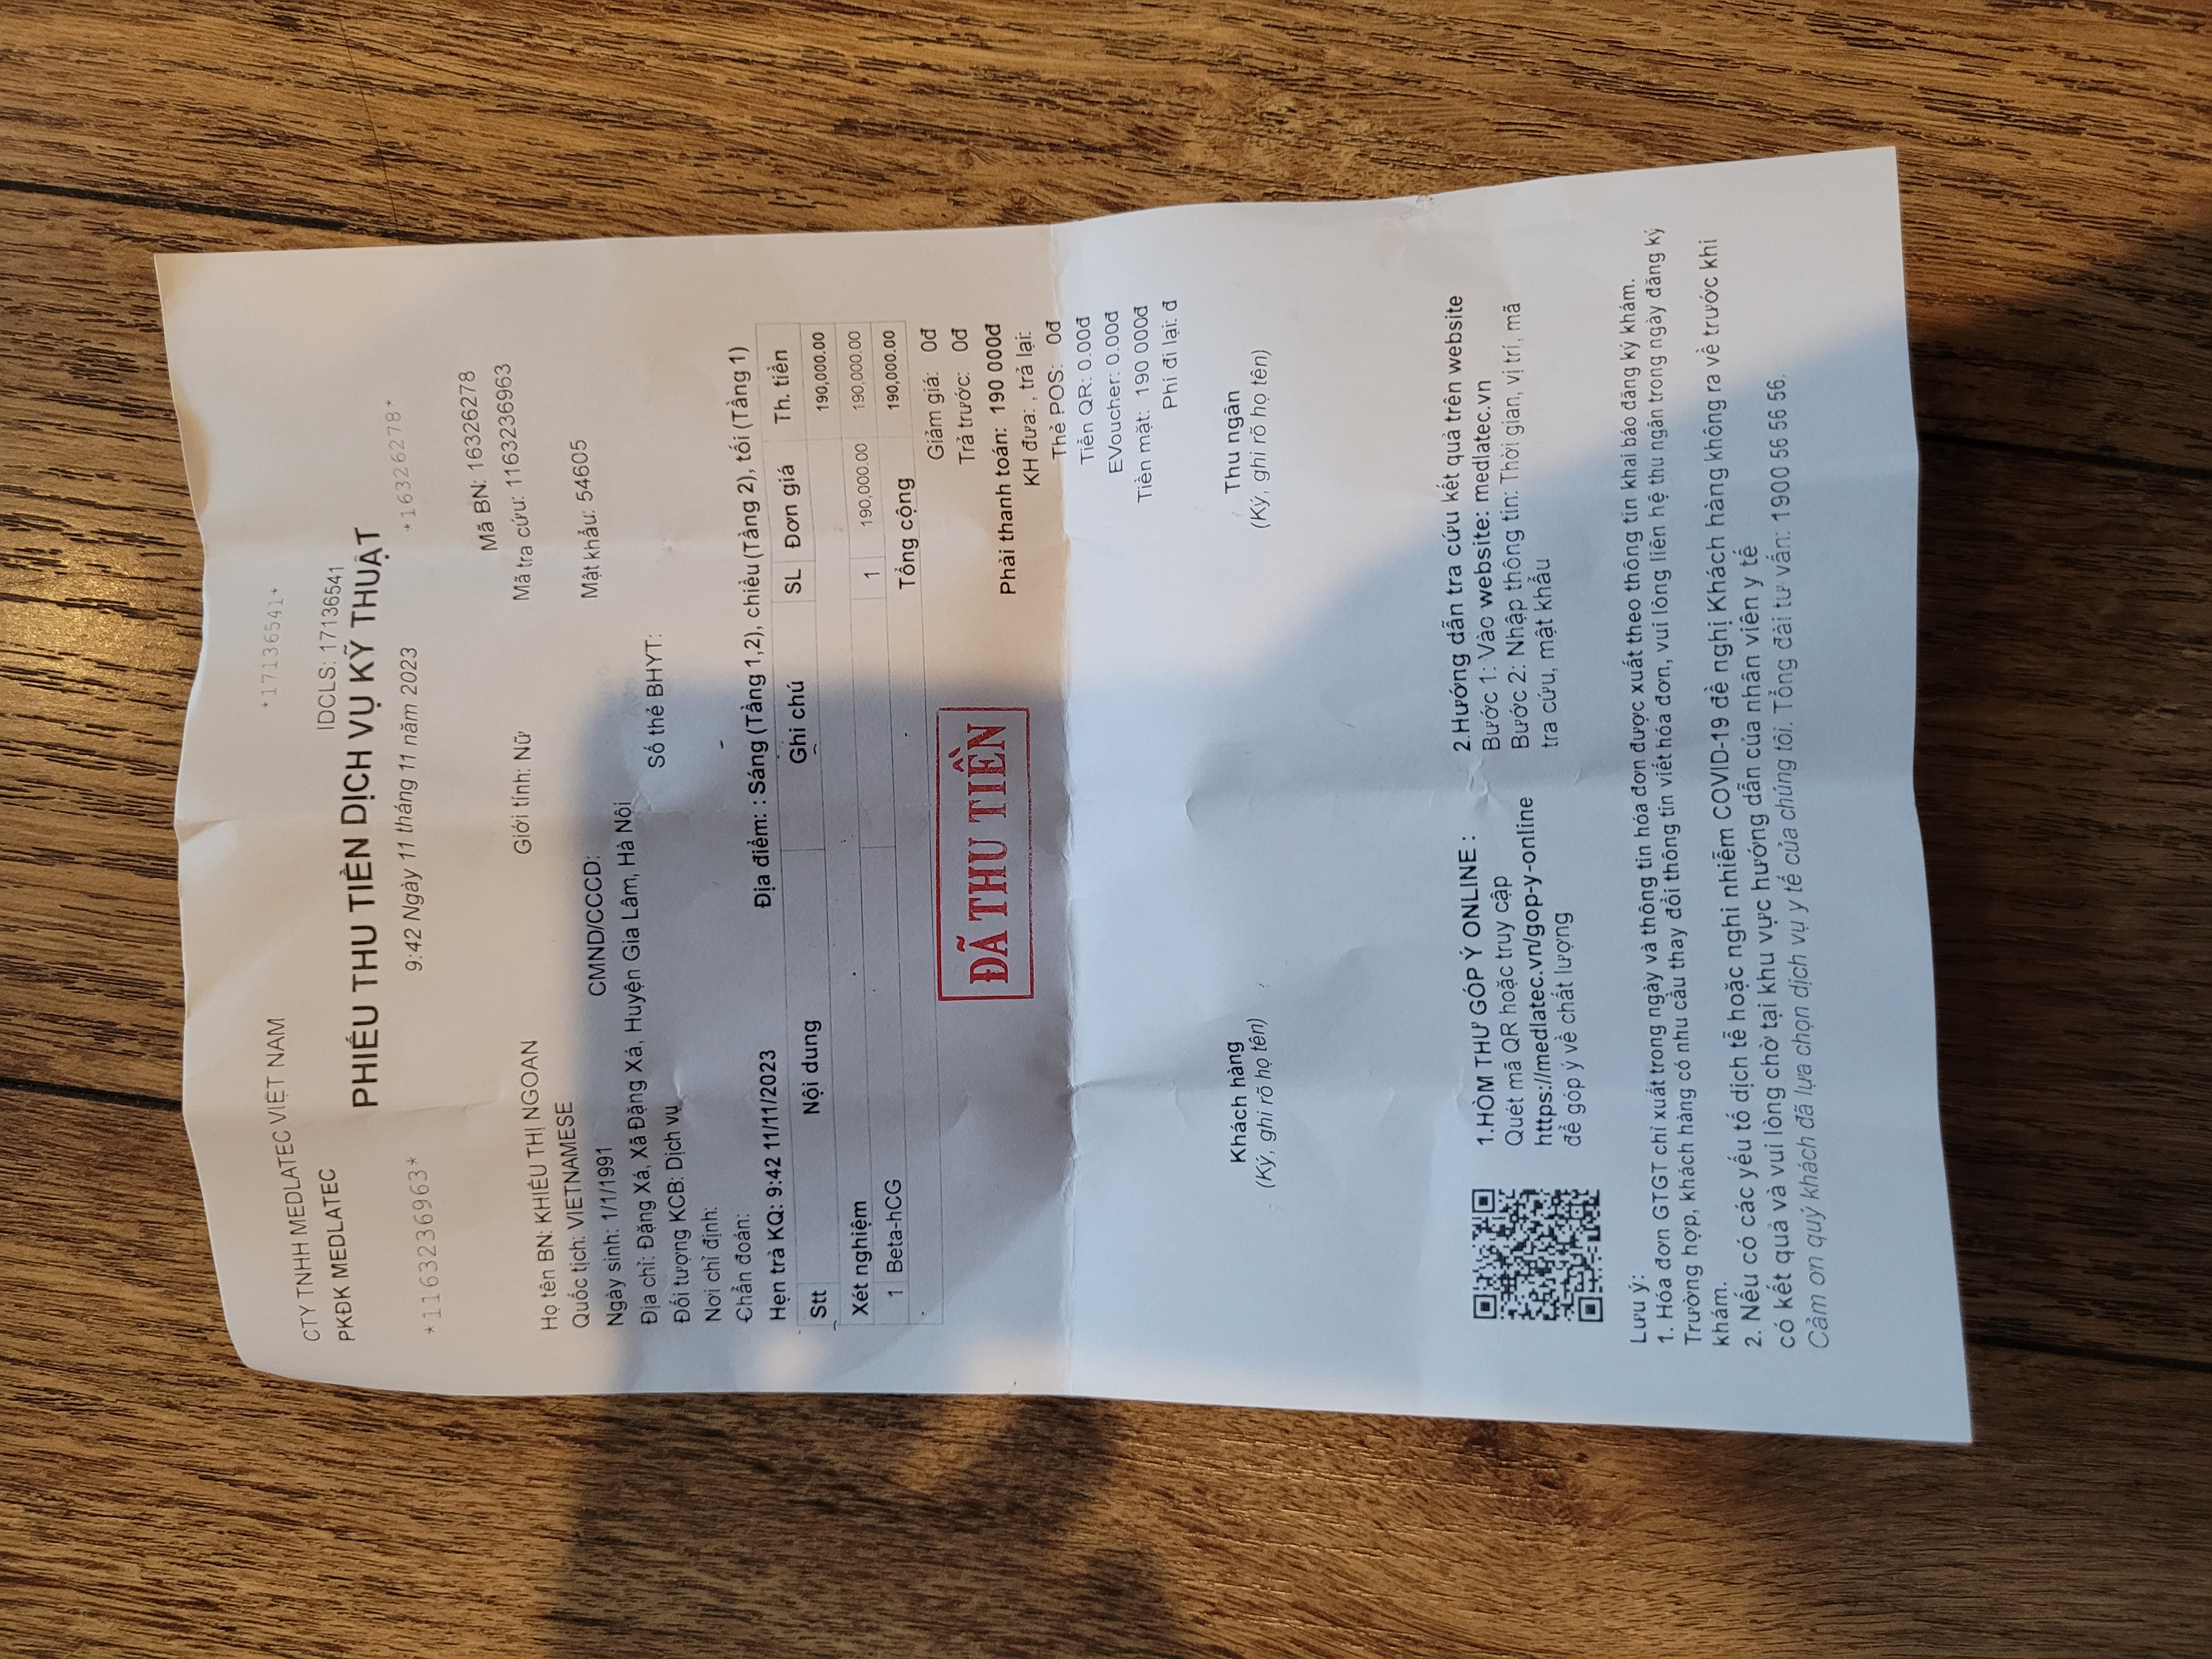 *17136541*
CTY TNHH MEDLATEC VIỆT NAM
IDCLS: 17136541
PKĐK MEDLATEC
PHIẾU THU TIỀN DỊCH VỤ KỸ THUẬT
*1163236963*
9:42 Ngày 11 tháng 11 năm 2023
*16326278*
Mã BN: 16326278
Họ tên BN: KHIẾU THỊ NGOAN
Giới tính: Nữ
Mã tra cứu: 1163236963
Quốc tịch: VIETNAMESE
Ngày sinh: 1/1/1991
CMND/CCCD:
Mật khẩu: 54605
Địa chỉ: Đặng Xá, Xã Đặng Xá, Huyện Gia Lâm, Hà Nội
Đối tượng KCB: Dịch vụ
Số thẻ BHYT:
Nơi chỉ định:
Chẩn đoán:
Hẹn trả KQ: 9:42 11/11/2023
Địa điểm: : Sáng (Tầng 1,2), chiều (Tầng 2), tối (Tầng 1)
Stt Nội dung Ghi chú SL Đơn giá Th. tiền
190,000.00
Xét nghiệm 190,000.00
1 Beta-hCG 1 190,000.00 190,000.00
Tổng cộng
Giảm giá: 0đ
Trả trước: 0đ
Phải thanh toán: 190 000đ
KH đưa: , trả lại:
Thẻ POS: 0đ
Tiền QR: 0.00đ
EVoucher: 0.00đ
Tiền mặt: 190 000đ
Phí đi lại: đ
ĐÃ THU TIỀN
Khách hàng
(Ký, ghi rõ họ tên)
Thu ngân
(Ký, ghi rõ họ tên)
1.HÒM THƯ GÓP Ý ONLINE :
Quét mã QR hoặc truy cập
https://medlatec.vn/gop-y-online
để góp ý về chất lượng
2.Hướng dẫn tra cứu kết quả trên website
Bước 1: Vào website: medlatec.vn
Bước 2: Nhập thông tin: Thời gian, vị trí, mã
tra cứu, mật khẩu
Lưu ý:
1. Hóa đơn GTGT chỉ xuất trong ngày và thông tin hóa đơn được xuất theo thông tin khai báo đăng ký khám.
Trường hợp, khách hàng có nhu cầu thay đổi thông tin viết hóa đơn, vui lòng liên hệ thu ngân trong ngày đăng ký
khám.
2. Nếu có các yếu tố dịch tễ hoặc nghi nhiễm COVID-19 đề nghị Khách hàng không ra về trước khi
có kết quả và vui lòng chờ tại khu vực hướng dẫn của nhân viên y tế
Cảm ơn quý khách đã lựa chọn dịch vụ y tế của chúng tôi. Tổng đài tư vấn: 1900 56 56 56.